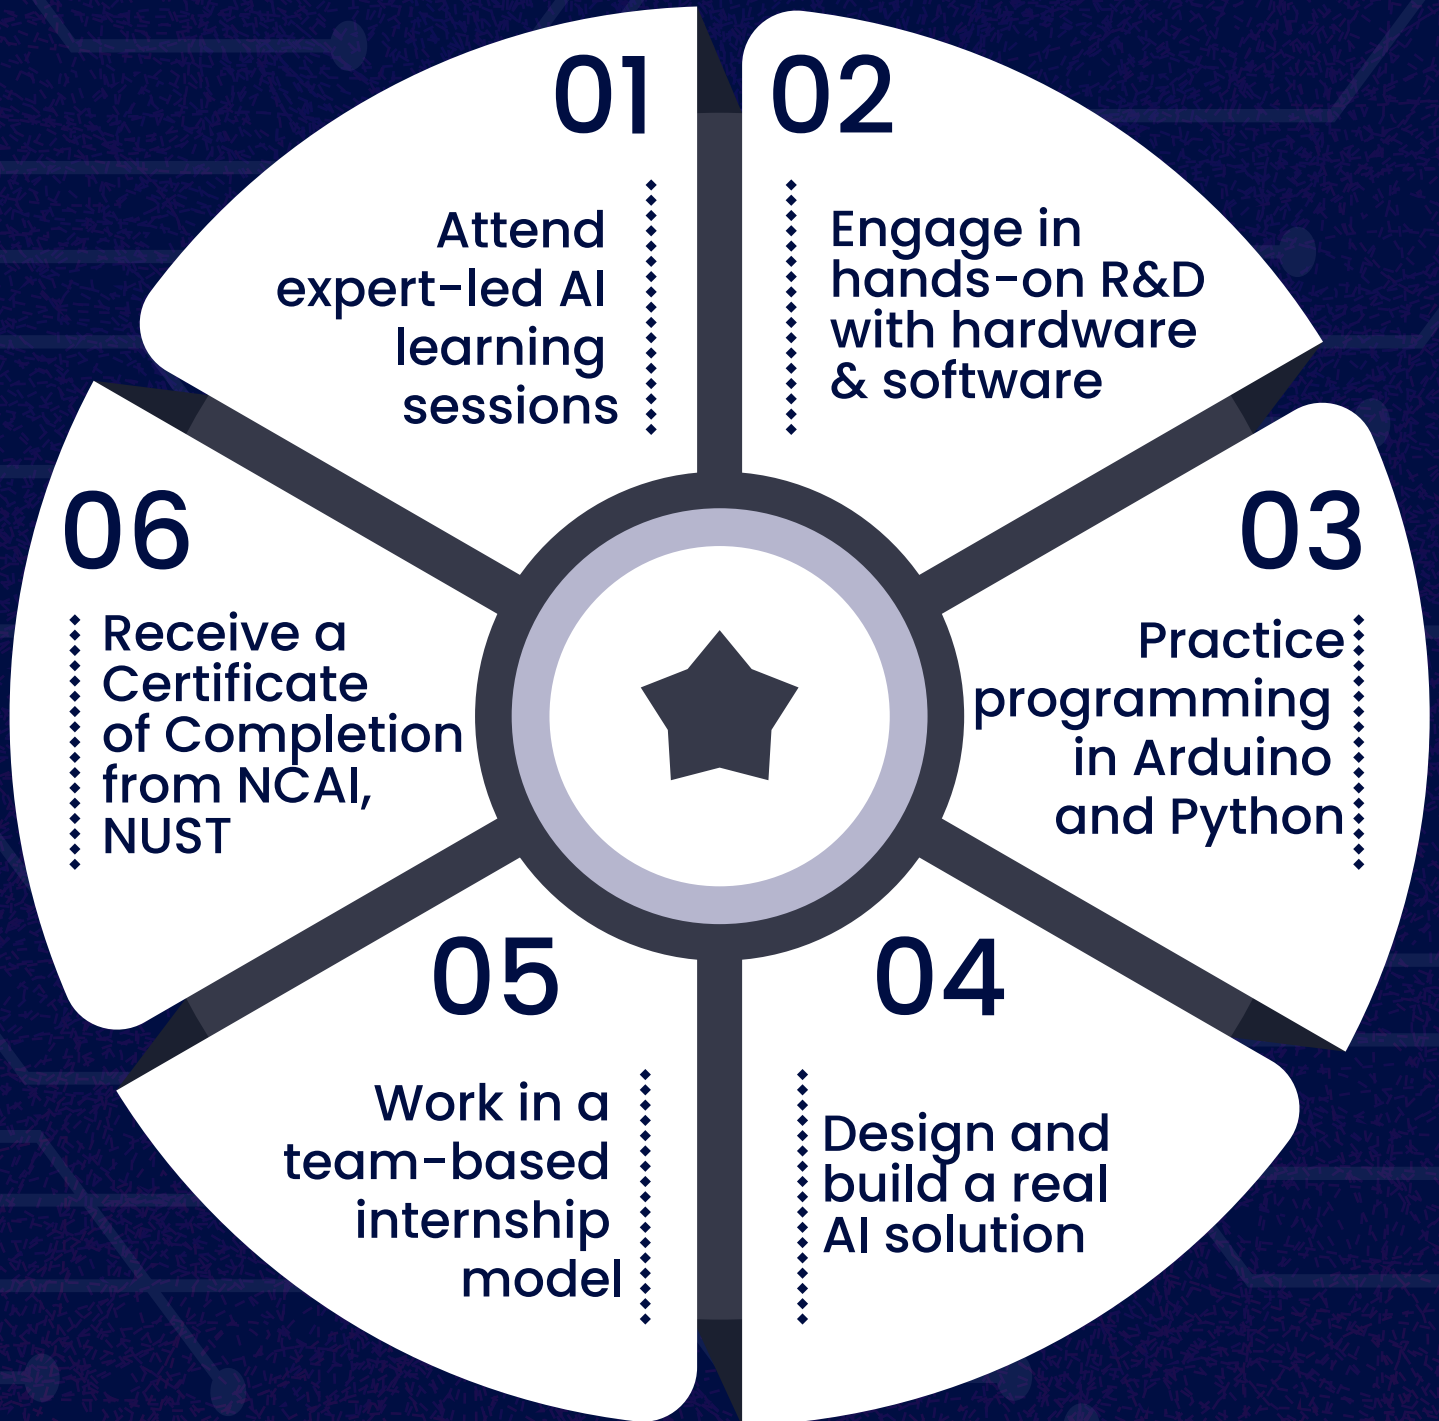 01
Attend
expert-led AI
learning
sessions
02
Engage in
hands-on R&D
with hardware
& software
03
Practice
programming
in Arduino
and Python
04
Design and
build a real
AI solution
05
Work in a
team-based
internship
model
06
Receive a
Certificate
of Completion
from NCAI,
NUST